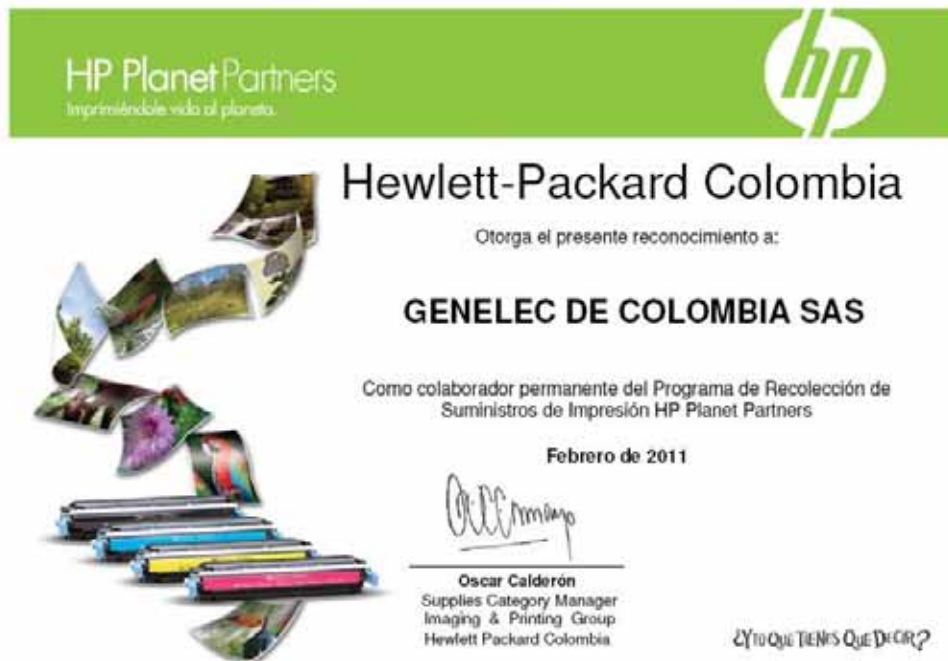 HP Planet Partners
Imprimiéndole vida al planeta.
hp
Hewlett-Packard Colombia
Otorga el presente reconocimiento a:
GENELEC DE COLOMBIA SAS
Como colaborador permanente del Programa de Recolección de
Suministros de Impresión HP Planet Partners
Febrero de 2011
Oscar Calderón
Supplies Category Manager
Imaging & Printing Group
Hewlett Packard Colombia
¿Y TÚ QUE TIENES QUE DECIR?